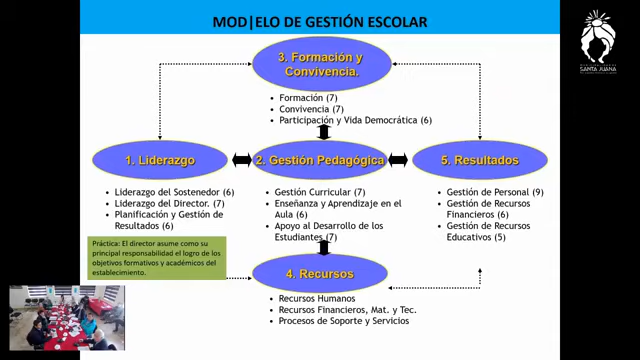 MOD|ELO DE GESTIÓN ESCOLAR
SANTA JUANA
3. Formación y
Convivencia.
• Formación (7)
• Convivencia (7)
• Participación y Vida Democrática (6)
1. Liderazgo
2. Gestión Pedagógica
5. Resultados
• Liderazgo del Sostenedor (6)
• Liderazgo del Director. (7)
• Planificación y Gestión de
Resultados (6)
• Gestión Curricular (7)
• Enseñanza y Aprendizaje en el
Aula (6)
• Apoyo al Desarrollo de los
Estudiantes (7)
• Gestión de Personal (9)
• Gestión de Recursos
Financieros (6)
• Gestión de Recursos
Educativos (5)
Práctica: El director asume como su
principal responsabilidad el logro de los
objetivos formativos y académicos del
establecimiento.
4. Recursos
• Recursos Humanos
• Recursos Financieros, Mat. y Tec.
• Procesos de Soporte y Servicios